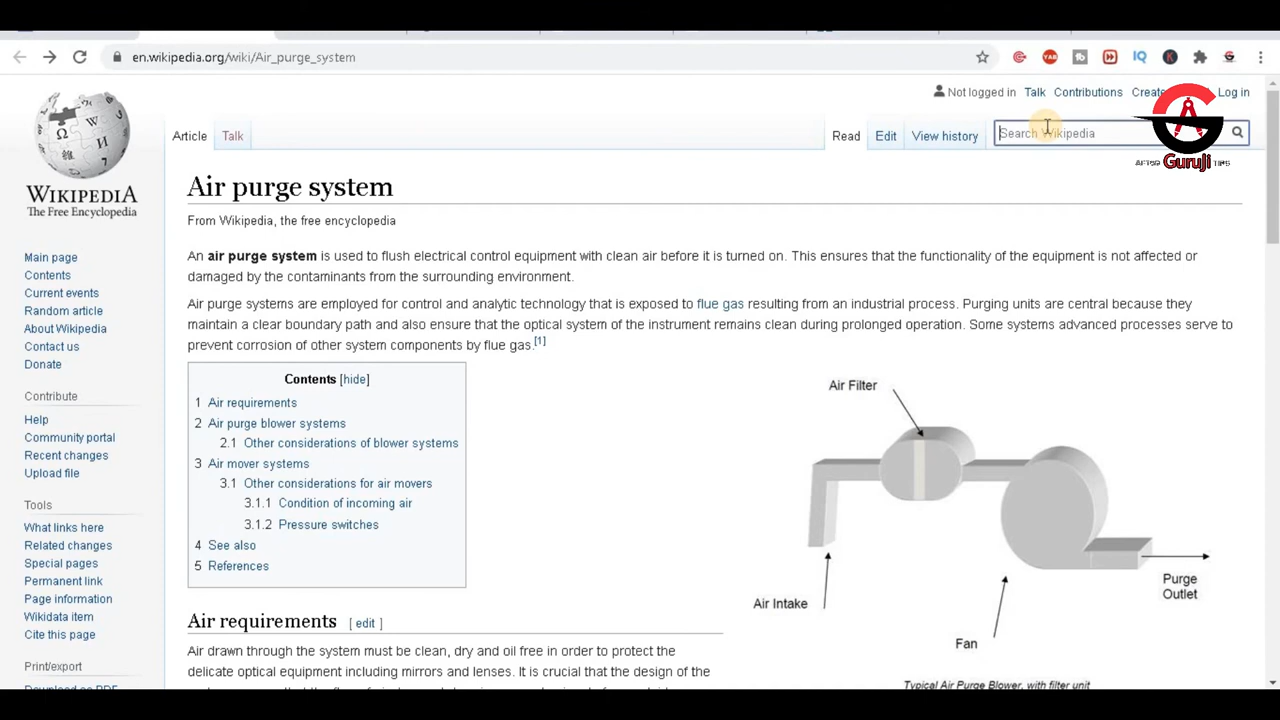 en.wikipedia.org/wiki/Air_purge_system
Not logged in Talk Contributions Create Log in
WIKIPEDIA
The Free Encyclopedia
Article Talk Read Edit View history Search Wikipedia
Guruji
Air purge system
From Wikipedia, the free encyclopedia
An air purge system is used to flush electrical control equipment with clean air before it is turned on. This ensures that the functionality of the equipment is not affected or
damaged by the contaminants from the surrounding environment.
Air purge systems are employed for control and analytic technology that is exposed to flue gas resulting from an industrial process. Purging units are central because they
maintain a clear boundary path and also ensure that the optical system of the instrument remains clean during prolonged operation. Some systems advanced processes serve to
prevent corrosion of other system components by flue gas.[1]
Main page
Contents
Current events
Random article
About Wikipedia
Contact us
Donate
Contribute
Help
Community portal
Recent changes
Upload file
Tools
What links here
Related changes
Special pages
Permanent link
Page information
Wikidata item
Cite this page
Print/export
Download as PDF
Contents [hide]
1 Air requirements
2 Air purge blower systems
2.1 Other considerations of blower systems
3 Air mover systems
3.1 Other considerations for air movers
3.1.1 Condition of incoming air
3.1.2 Pressure switches
4 See also
5 References
Air Filter
Air Intake
Fan
Purge
Outlet
Typical Air Purge Blower, with filter unit
Air requirements [ edit ]
Air drawn through the system must be clean, dry and oil free in order to protect the
delicate optical equipment including mirrors and lenses. It is crucial that the design of the